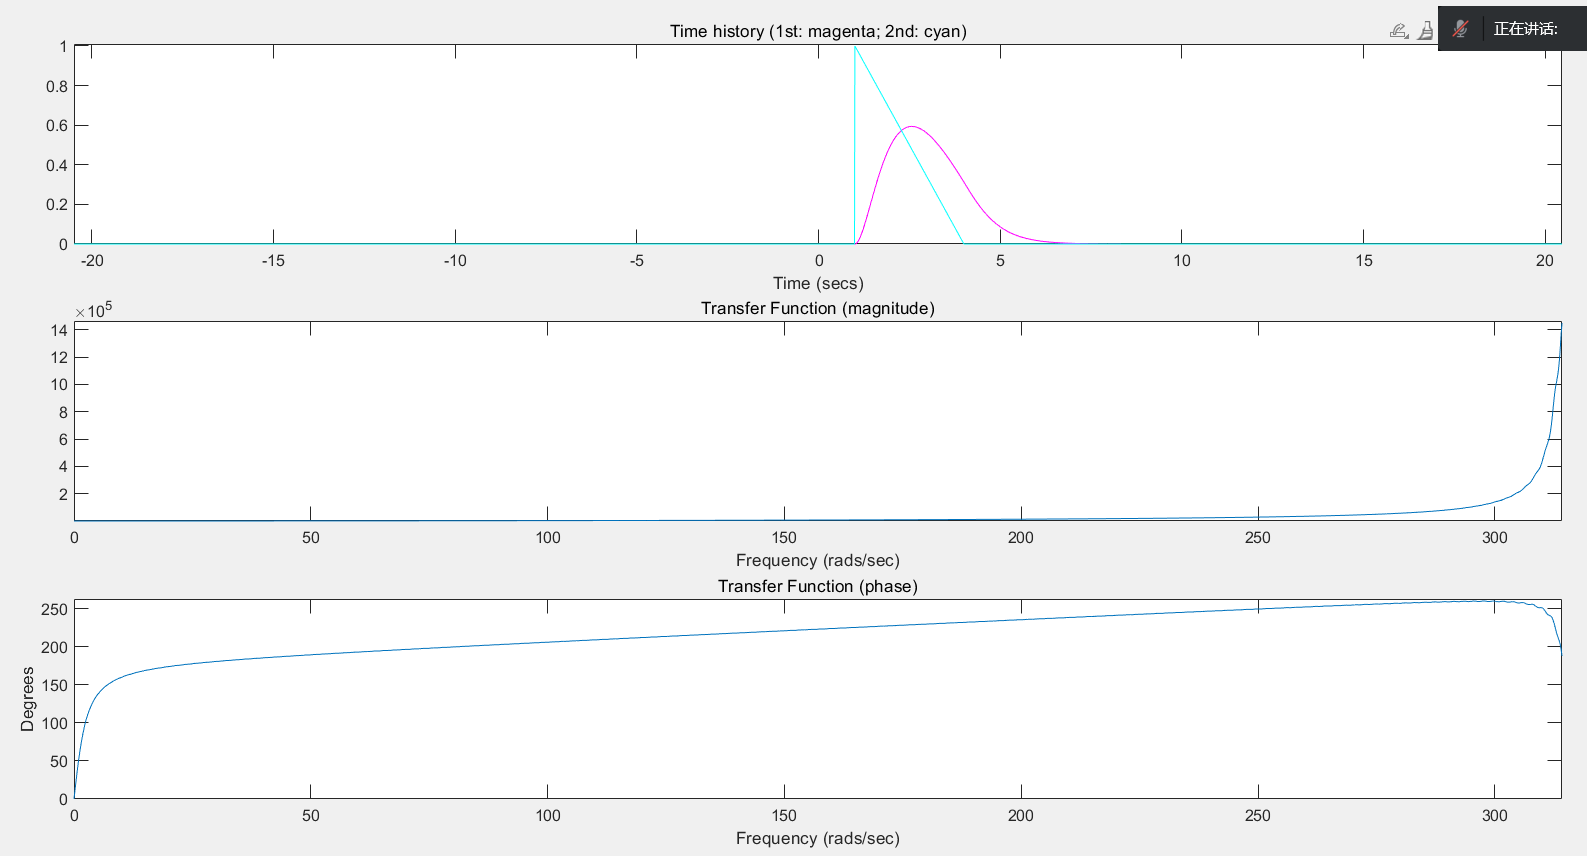 Time history (1st: magenta; 2nd: cyan)
正在讲话:
1
0.8
0.6
0.4
0.2
0
-20 -15 -10 -5 0 5 10 15 20
Time (secs)
Transfer Function (magnitude)
×10⁵
14
12
10
8
6
4
2
0 50 100 150 200 250 300
Frequency (rads/sec)
Transfer Function (phase)
Degrees
250
200
150
100
50
0
0 50 100 150 200 250 300
Frequency (rads/sec)